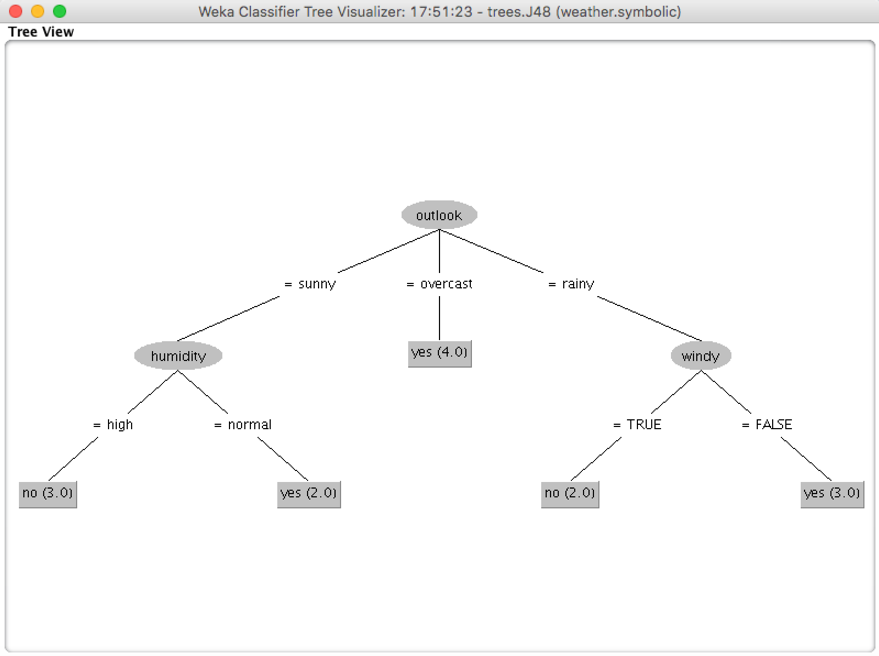 Weka Classifier Tree Visualizer: 17:51:23 - trees.J48 (weather.symbolic)
Tree View
outlook
= sunny
= overcast
= rainy
humidity
yes (4.0)
windy
= high
= normal
= TRUE
= FALSE
no (3.0)
yes (2.0)
no (2.0)
yes (3.0)